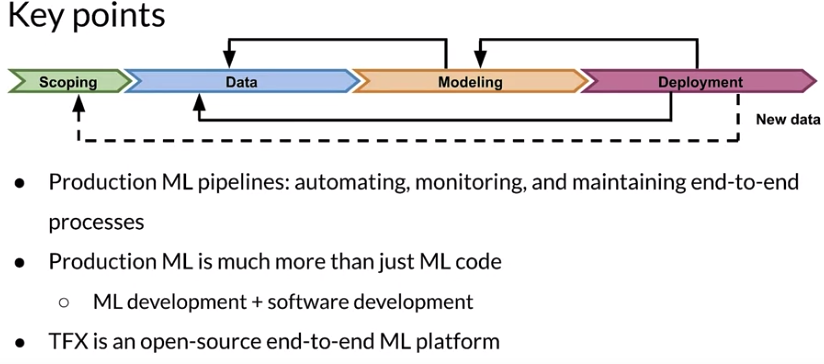 Key points
Scoping
Data
Modeling
Deployment
New data
● Production ML pipelines: automating, monitoring, and maintaining end-to-end
processes
● Production ML is much more than just ML code
○ ML development + software development
● TFX is an open-source end-to-end ML platform